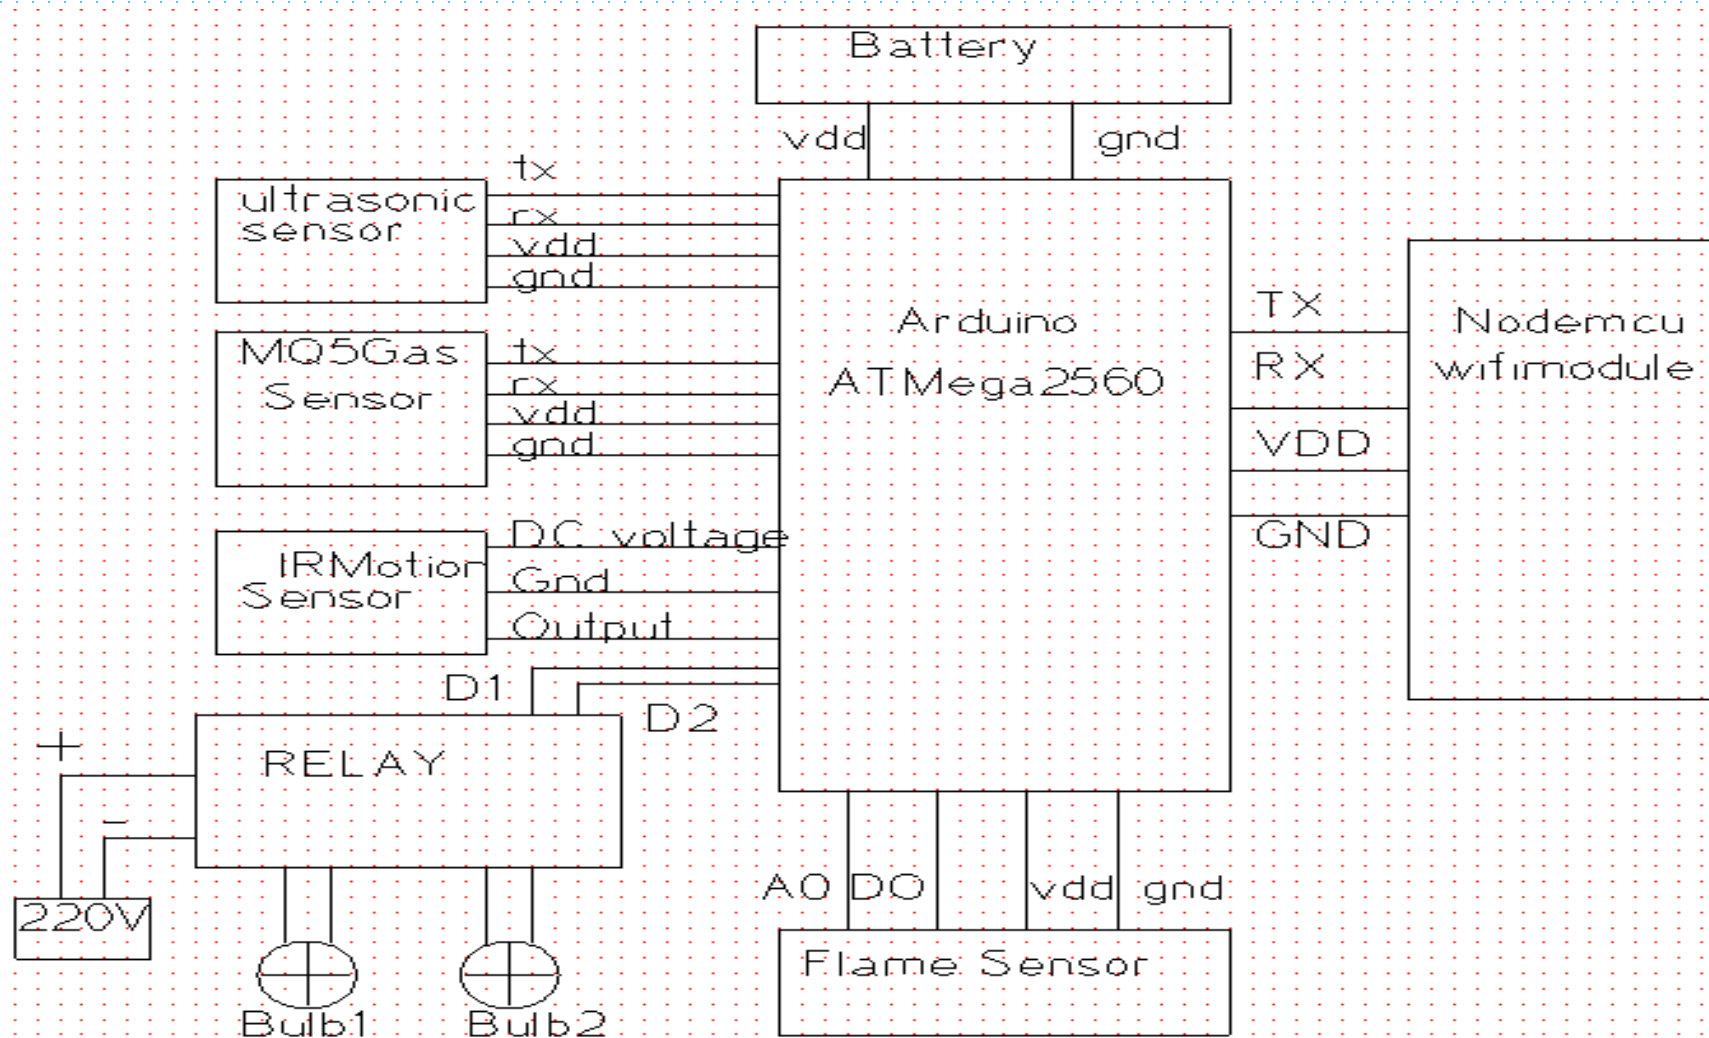 Battery
vdd gnd
tx
ultrasonic
rx
sensor
vdd
gnd
TX
Arduino
Nodemcu
MQ5Gas
tx
RX
wifimodule
rx
ATMega2560
Sensor
vdd
gnd
VDD
DC voltage
GND
IRMotion
Gnd
Sensor
Output
D1
D2
+
RELAY
-
A0 DO vdd gnd
220V
Flame Sensor
Bulb1 Bulb2